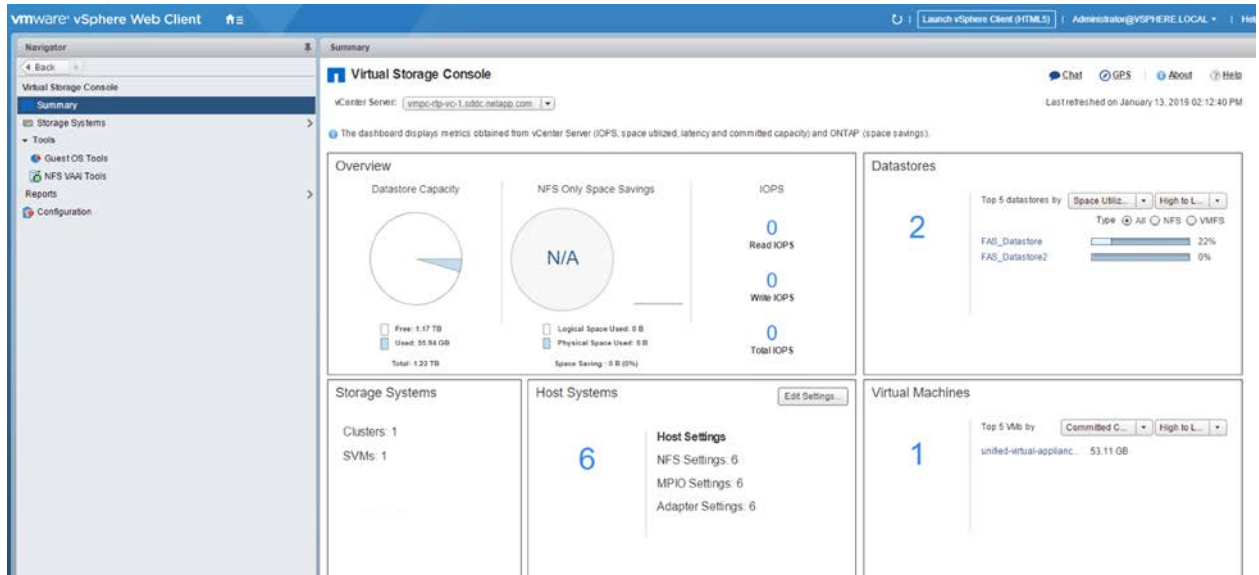 vmware® vSphere Web Client
Launch vSphere Client (HTML5) | Administrator@VSPHERE.LOCAL | Help
Navigator
Back
Virtual Storage Console
Summary
Storage Systems
Tools
Guest OS Tools
NFS VAAI Tools
Reports
Configuration
Summary
Virtual Storage Console
Chat GPS About Help
vCenter Server: vmpc-rtp-vc-1.sddc.netapp.com
Last refreshed on January 13, 2019 02:12:40 PM
The dashboard displays metrics obtained from vCenter Server (IOPS, space utilized, latency and committed capacity) and ONTAP (space savings).
Overview
Datastore Capacity
Free: 1.17 TB
Used: 55.94 GB
Total: 1.23 TB
NFS Only Space Savings
N/A
Logical Space Used: 0 B
Physical Space Used: 0 B
Space Saving : 0 B (0%)
IOPS
0
Read IOPS
0
Write IOPS
0
Total IOPS
Datastores
2
Top 5 datastores by Space Utiliz... High to L...
Type All NFS VMFS
FAS_Datastore 22%
FAS_Datastore2 0%
Storage Systems
Clusters: 1
SVMs: 1
Host Systems
Edit Settings...
6
Host Settings
NFS Settings: 6
MPIO Settings: 6
Adapter Settings: 6
Virtual Machines
1
Top 5 VMs by Committed C... High to L...
unified-virtual-applianc... 53.11 GB